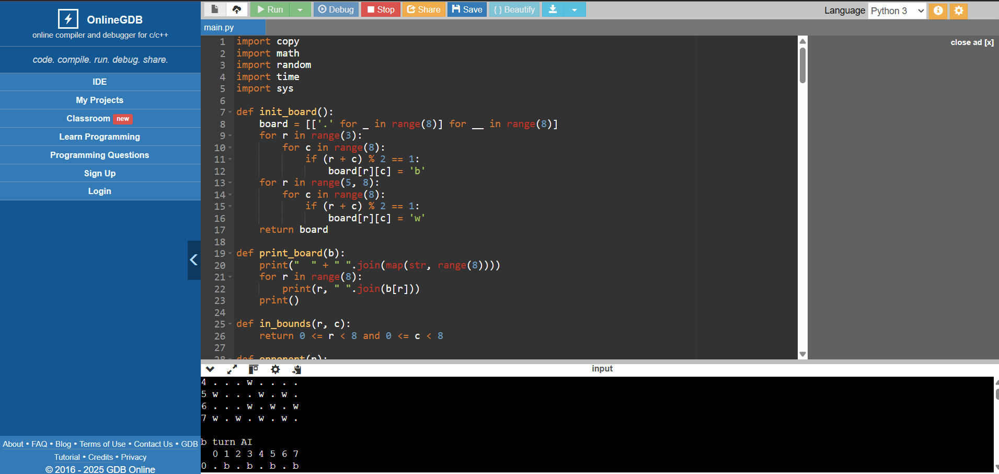 OnlineGDB
online compiler and debugger for c/c++
code. compile. run. debug. share.
IDE
My Projects
Classroom new
Learn Programming
Programming Questions
Sign Up
Login
About • FAQ • Blog • Terms of Use • Contact Us • GDB
Tutorial • Credits • Privacy
© 2016 - 2025 GDB Online
Run Debug Stop Share Save { } Beautify
Language Python 3
main.py
close ad [x]
1 import copy
2 import math
3 import random
4 import time
5 import sys
6
7 def init_board():
8     board = [['.' for _ in range(8)] for __ in range(8)]
9     for r in range(3):
10         for c in range(8):
11             if (r + c) % 2 == 1:
12                 board[r][c] = 'b'
13     for r in range(5, 8):
14         for c in range(8):
15             if (r + c) % 2 == 1:
16                 board[r][c] = 'w'
17     return board
18
19 def print_board(b):
20     print("  " + " ".join(map(str, range(8))))
21     for r in range(8):
22         print(r, " ".join(b[r]))
23     print()
24
25 def in_bounds(r, c):
26     return 0 <= r < 8 and 0 <= c < 8
27
28 def opponent(p):
input
4 . . . w . . . .
5 w . . . w . w .
6 . . . w . w . w
7 w . w . w . w .
b turn AI
  0 1 2 3 4 5 6 7
0 . b . b . b . b